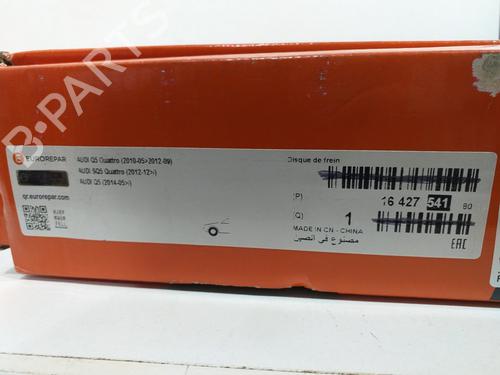 B-PARTS
EUROREPAR
AUDI Q5 Quattro (2010-05>2012-09)
AUDI SQ5 Quattro (2012-12>)
AUDI Q5 (2014-05>)
qr.eurorepar.com
Disque de frein
(P) 16 427 541 80
(Q) 1
MADE IN CN - CHINA
مصنوع في الصين
EAC